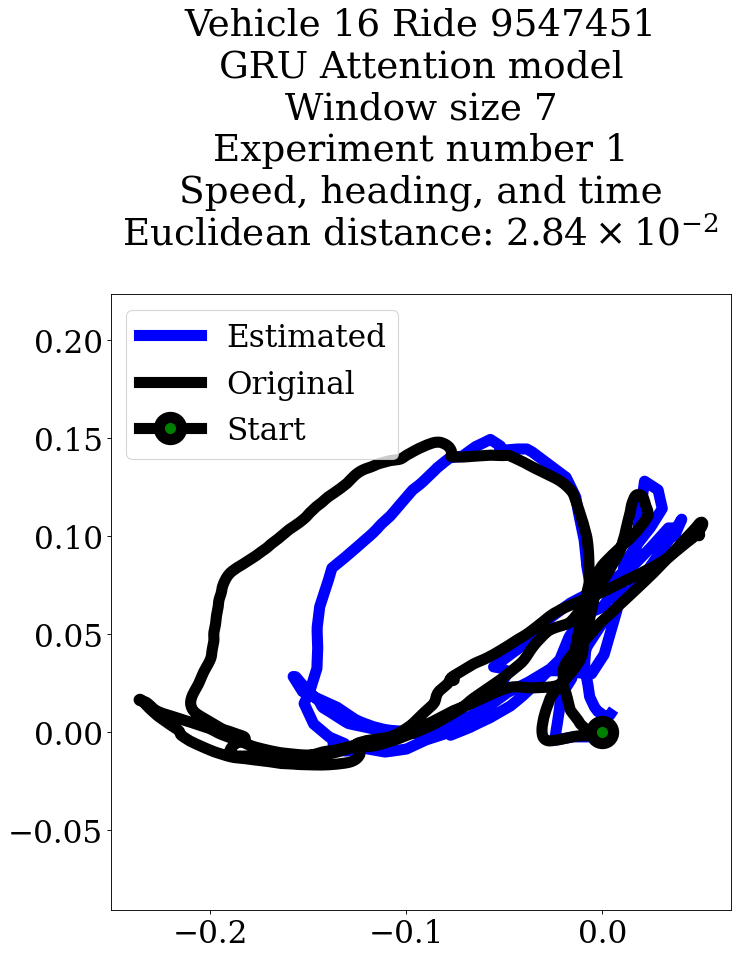 Vehicle 16 Ride 9547451
GRU Attention model
Window size 7
Experiment number 1
Speed, heading, and time
Euclidean distance: 2.84 × 10⁻²
Estimated
Original
Start
0.20
0.15
0.10
0.05
0.00
−0.05
−0.2
−0.1
0.0